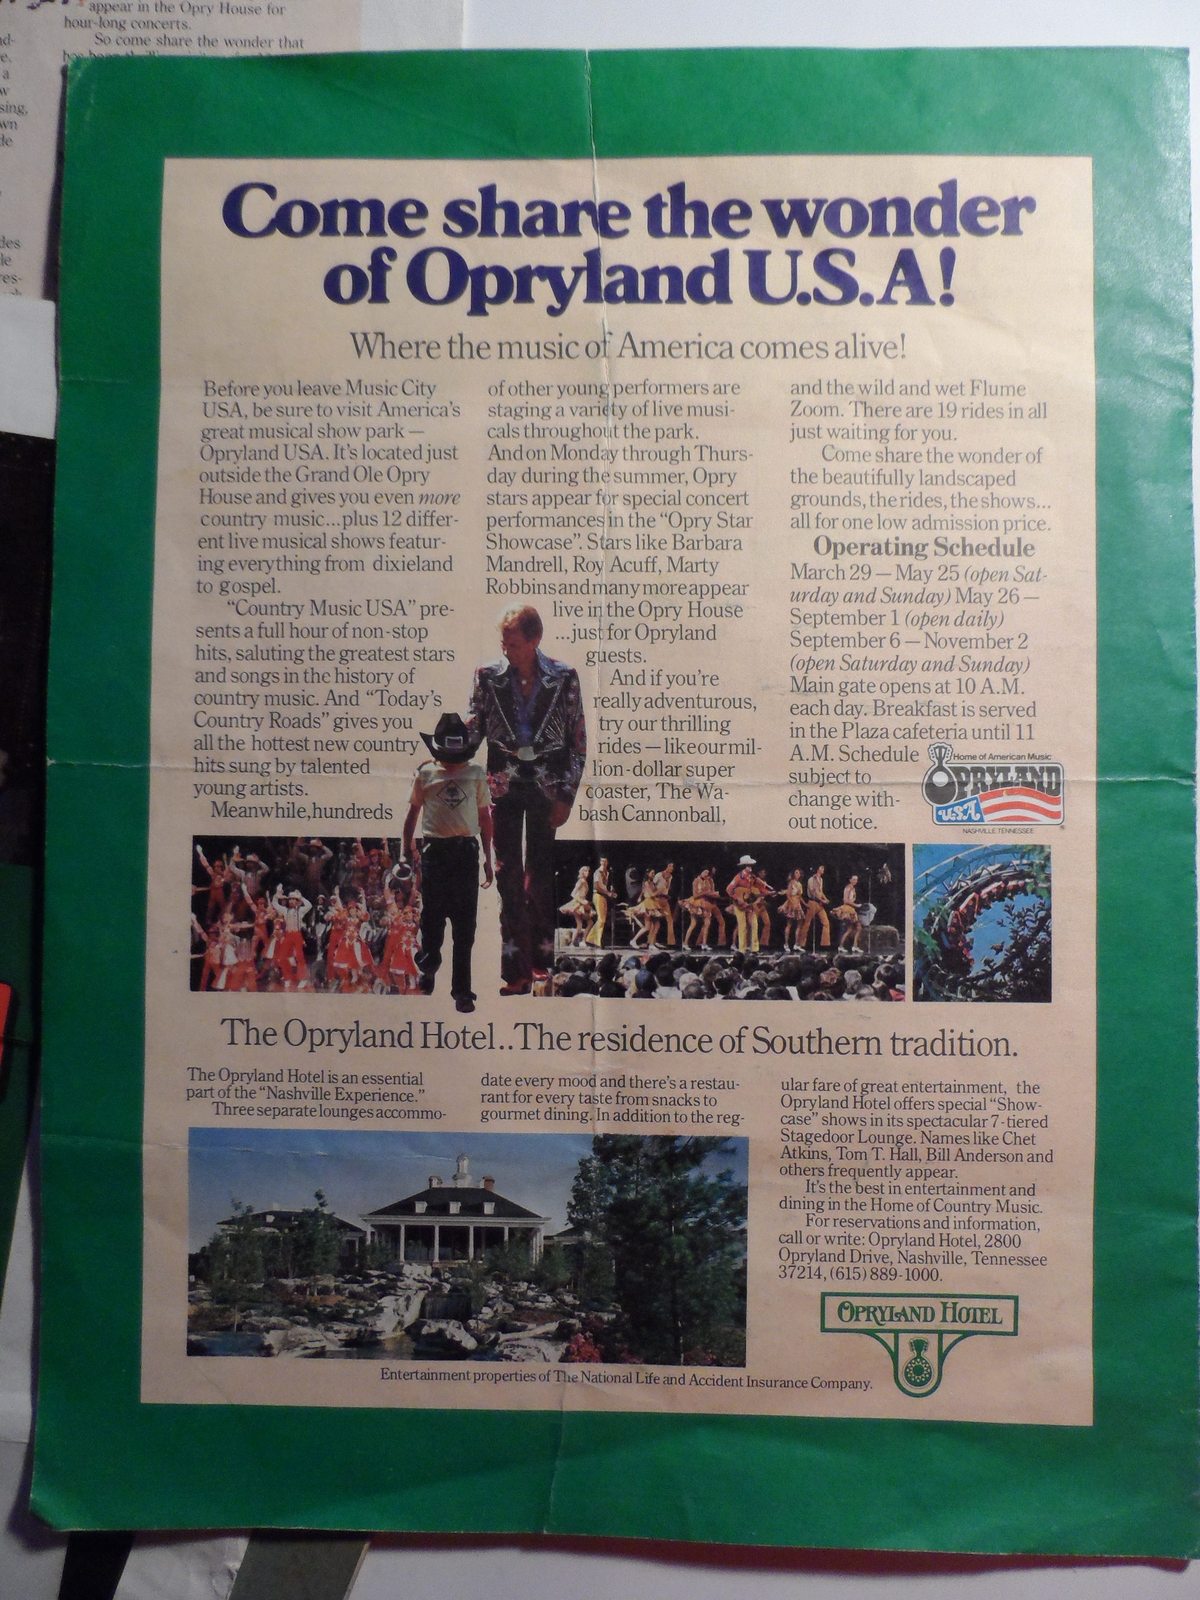 appear in the Opry House for
hour-long concerts.
So come share the wonder that
Come share the wonder
of Opryland U.S.A!
Where the music of America comes alive!
Before you leave Music City
USA, be sure to visit America's
great musical show park —
Opryland USA. It's located just
outside the Grand Ole Opry
House and gives you even more
country music...plus 12 differ-
ent live musical shows featur-
ing everything from dixieland
to gospel.
"Country Music USA" pre-
sents a full hour of non-stop
hits, saluting the greatest stars
and songs in the history of
country music. And "Today's
Country Roads" gives you
all the hottest new country
hits sung by talented
young artists.
Meanwhile, hundreds
of other young performers are
staging a variety of live musi-
cals throughout the park.
And on Monday through Thurs-
day during the summer, Opry
stars appear for special concert
performances in the "Opry Star
Showcase". Stars like Barbara
Mandrell, Roy Acuff, Marty
Robbins and many more appear
live in the Opry House
...just for Opryland
guests.
And if you're
really adventurous,
try our thrilling
rides — like our mil-
lion-dollar super
coaster, The Wa-
bash Cannonball,
and the wild and wet Flume
Zoom. There are 19 rides in all
just waiting for you.
Come share the wonder of
the beautifully landscaped
grounds, the rides, the shows...
all for one low admission price.
Operating Schedule
March 29 — May 25 (open Sat-
urday and Sunday) May 26 —
September 1 (open daily)
September 6 — November 2
(open Saturday and Sunday)
Main gate opens at 10 A.M.
each day. Breakfast is served
in the Plaza cafeteria until 11
A.M. Schedule
subject to
change with-
out notice.
Home of American Music
OPRYLAND
USA
NASHVILLE TENNESSEE
The Opryland Hotel..The residence of Southern tradition.
The Opryland Hotel is an essential
part of the "Nashville Experience."
Three separate lounges accommo-
date every mood and there's a restau-
rant for every taste from snacks to
gourmet dining. In addition to the reg-
ular fare of great entertainment, the
Opryland Hotel offers special "Show-
case" shows in its spectacular 7-tiered
Stagedoor Lounge. Names like Chet
Atkins, Tom T. Hall, Bill Anderson and
others frequently appear.
It's the best in entertainment and
dining in the Home of Country Music.
For reservations and information,
call or write: Opryland Hotel, 2800
Opryland Drive, Nashville, Tennessee
37214, (615) 889-1000.
OPRYLAND HOTEL
Entertainment properties of The National Life and Accident Insurance Company.